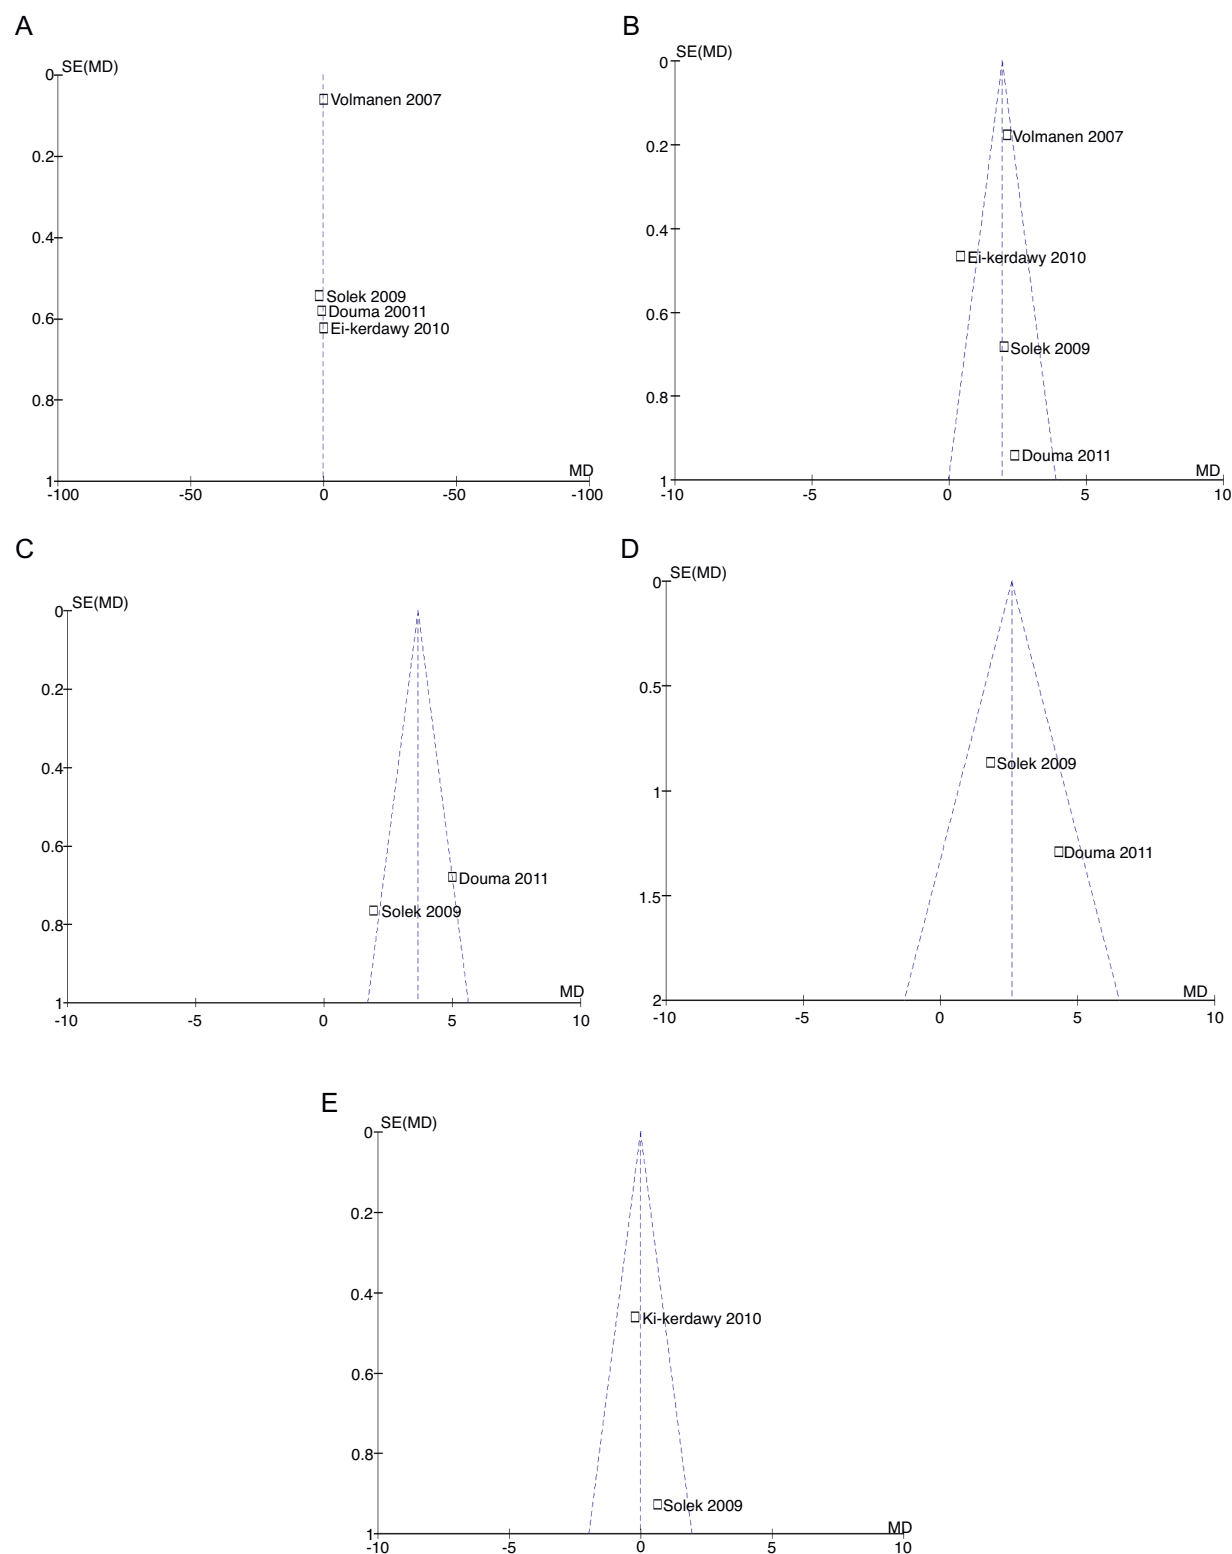 A
SE(MD)
0
Volmanen 2007
0.2
0.4
Solek 2009
Douma 20011
0.6
Ei-kerdawy 2010
0.8
MD
1
-100
-50
0
-50
-100
B
SE(MD)
0
Volmanen 2007
0.2
0.4
Ei-kerdawy 2010
0.6
Solek 2009
0.8
Douma 2011
MD
1
-10
-5
0
5
10
C
SE(MD)
0
0.2
0.4
0.6
Douma 2011
Solek 2009
0.8
MD
1
-10
-5
0
5
10
D
SE(MD)
0
0.5
Solek 2009
1
Douma 2011
1.5
MD
2
-10
-5
0
5
10
E
SE(MD)
0
0.2
0.4
Ki-kerdawy 2010
0.6
0.8
Solek 2009
MD
1
-10
-5
0
5
10